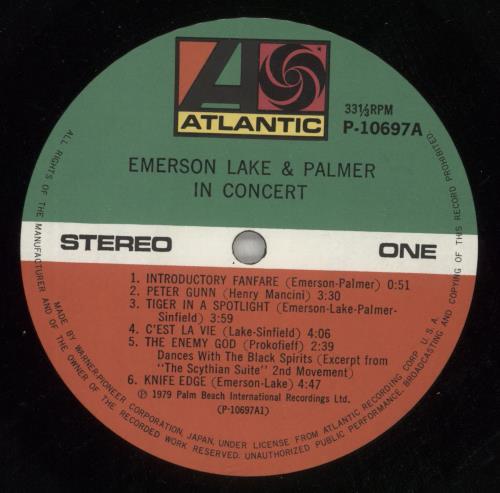 ATLANTIC
33⅓RPM
P-10697A
EMERSON LAKE & PALMER
IN CONCERT
STEREO
ONE
1. INTRODUCTORY FANFARE (Emerson-Palmer) 0:51
2. PETER GUNN (Henry Mancini) 3:30
3. TIGER IN A SPOTLIGHT (Emerson-Lake-Palmer-
Sinfield) 3:59
4. C'EST LA VIE (Lake-Sinfield) 4:06
5. THE ENEMY GOD (Prokofieff) 2:39
Dances With The Black Spirits (Excerpt from
"The Scythian Suite" 2nd Movement)
6. KNIFE EDGE (Emerson-Lake) 4:47
℗ 1979 Palm Beach International Recordings Ltd.
(P-10697A1)
MADE BY WARNER-PIONEER CORPORATION, JAPAN, UNDER LICENSE FROM ATLANTIC RECORDING CORP., U.S.A.
ALL RIGHTS OF THE MANUFACTURER AND OF THE OWNER OF THE RECORDED WORK RESERVED. UNAUTHORIZED PUBLIC PERFORMANCE, BROADCASTING AND COPYING OF THIS RECORD PROHIBITED.